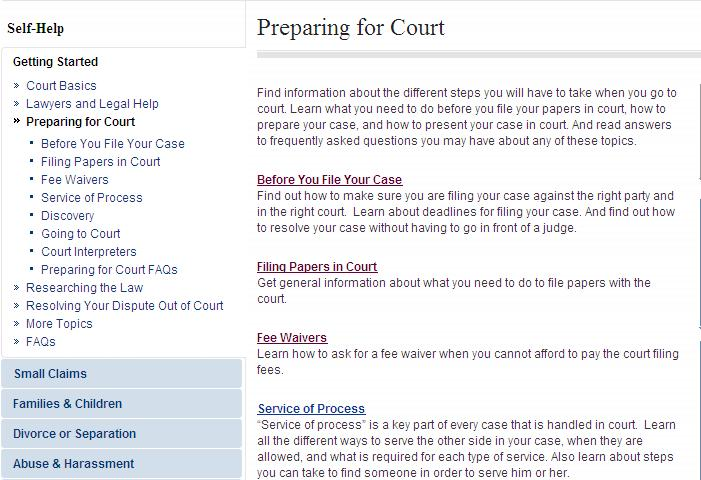 Self-Help
Getting Started
» Court Basics
» Lawyers and Legal Help
» Preparing for Court
▪ Before You File Your Case
▪ Filing Papers in Court
▪ Fee Waivers
▪ Service of Process
▪ Discovery
▪ Going to Court
▪ Court Interpreters
▪ Preparing for Court FAQs
» Researching the Law
» Resolving Your Dispute Out of Court
» More Topics
» FAQs
Small Claims
Families & Children
Divorce or Separation
Abuse & Harassment
Preparing for Court
Find information about the different steps you will have to take when you go to
court. Learn what you need to do before you file your papers in court, how to
prepare your case, and how to present your case in court. And read answers
to frequently asked questions you may have about any of these topics.
Before You File Your Case
Find out how to make sure you are filing your case against the right party and
in the right court.  Learn about deadlines for filing your case. And find out how
to resolve your case without having to go in front of a judge.
Filing Papers in Court
Get general information about what you need to do to file papers with the
court.
Fee Waivers
Learn how to ask for a fee waiver when you cannot afford to pay the court filing
fees.
Service of Process
“Service of process” is a key part of every case that is handled in court.  Learn
all the different ways to serve the other side in your case, when they are
allowed, and what is required for each type of service. Also learn about steps
you can take to find someone in order to serve him or her.